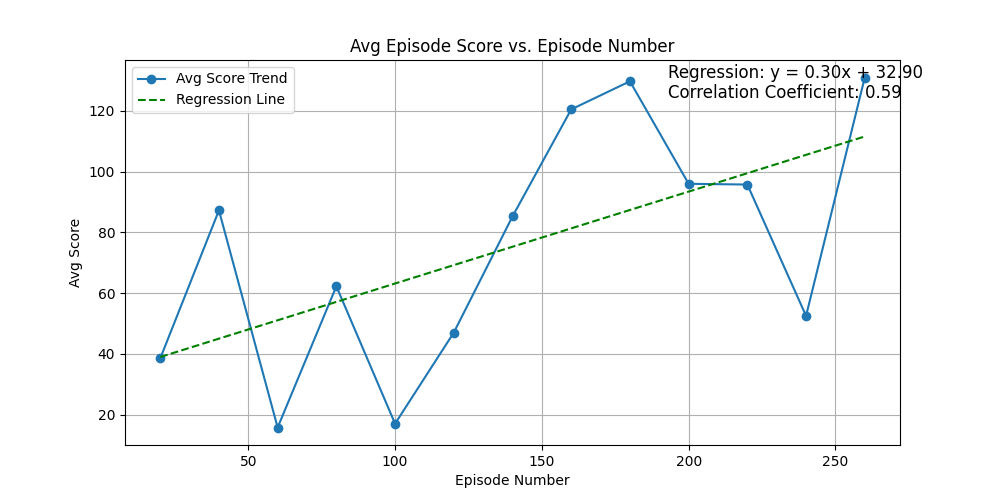 Avg Episode Score vs. Episode Number
Avg Score Trend
Regression Line
Regression: y = 0.30x + 32.90
Correlation Coefficient: 0.59
Avg Score
120
100
80
60
40
20
50
100
150
200
250
Episode Number